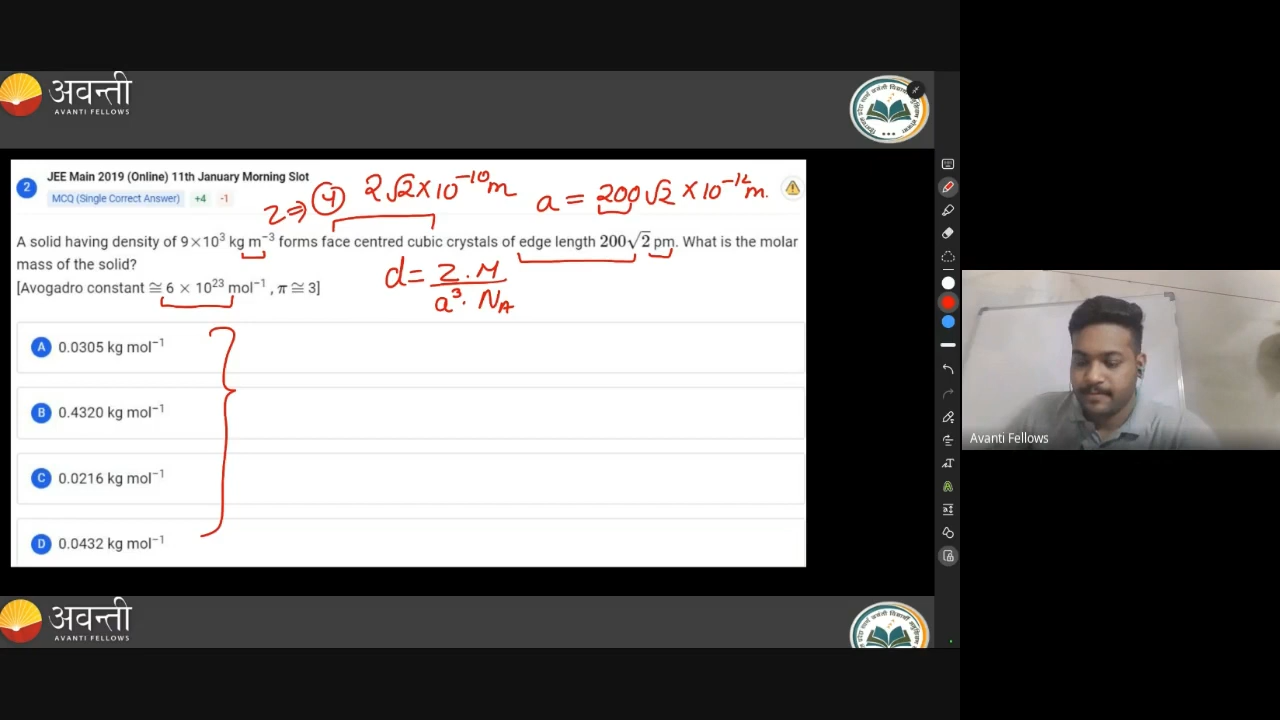 अवन्ती
AVANTI FELLOWS
2
JEE Main 2019 (Online) 11th January Morning Slot
MCQ (Single Correct Answer) +4 -1
Z ⇒ 4
2√2 × 10⁻¹⁰ m
a = 200√2 × 10⁻¹² m.
A solid having density of 9×10³ kg m⁻³ forms face centred cubic crystals of edge length 200√2 pm. What is the molar
mass of the solid?
[Avogadro constant ≅ 6 × 10²³ mol⁻¹, π ≅ 3]
d = Z . M / a³ . N_A
A 0.0305 kg mol⁻¹
B 0.4320 kg mol⁻¹
C 0.0216 kg mol⁻¹
D 0.0432 kg mol⁻¹
Avanti Fellows
अवन्ती
AVANTI FELLOWS